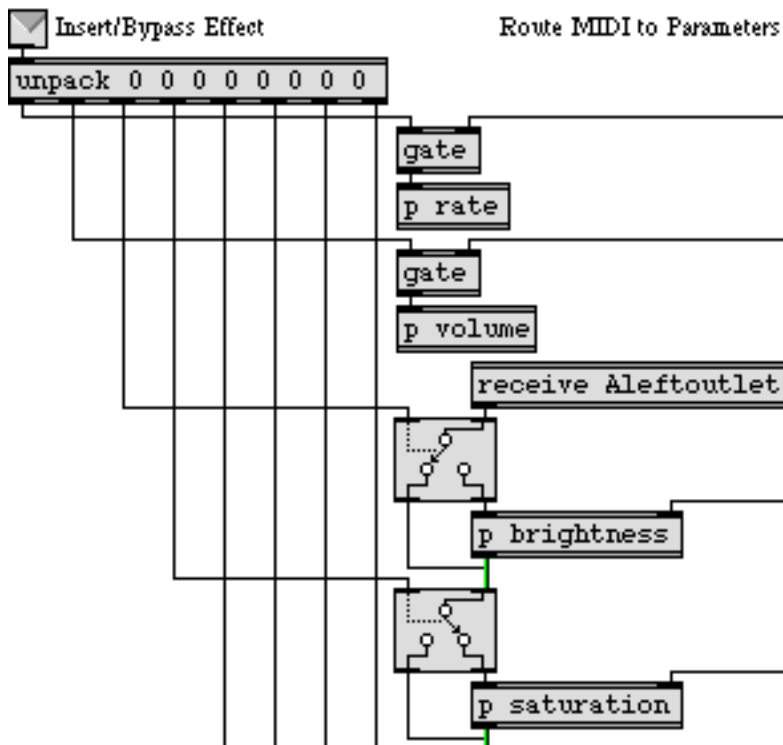 Insert/Bypass Effect
Route MIDI to Parameters
unpack 0 0 0 0 0 0 0 0
gate
p rate
gate
p volume
receive Aleftoutlet
p brightness
p saturation